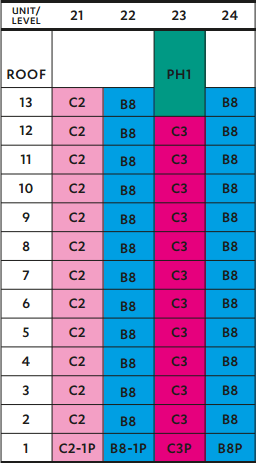 UNIT/ 21 22 23 24
LEVEL
ROOF PH1
13 C2 B8 B8
12 C2 B8 C3 B8
11 C2 B8 C3 B8
10 C2 B8 C3 B8
9 C2 B8 C3 B8
8 C2 B8 C3 B8
7 C2 B8 C3 B8
6 C2 B8 C3 B8
5 C2 B8 C3 B8
4 C2 B8 C3 B8
3 C2 B8 C3 B8
2 C2 B8 C3 B8
1 C2-1P B8-1P C3P B8P